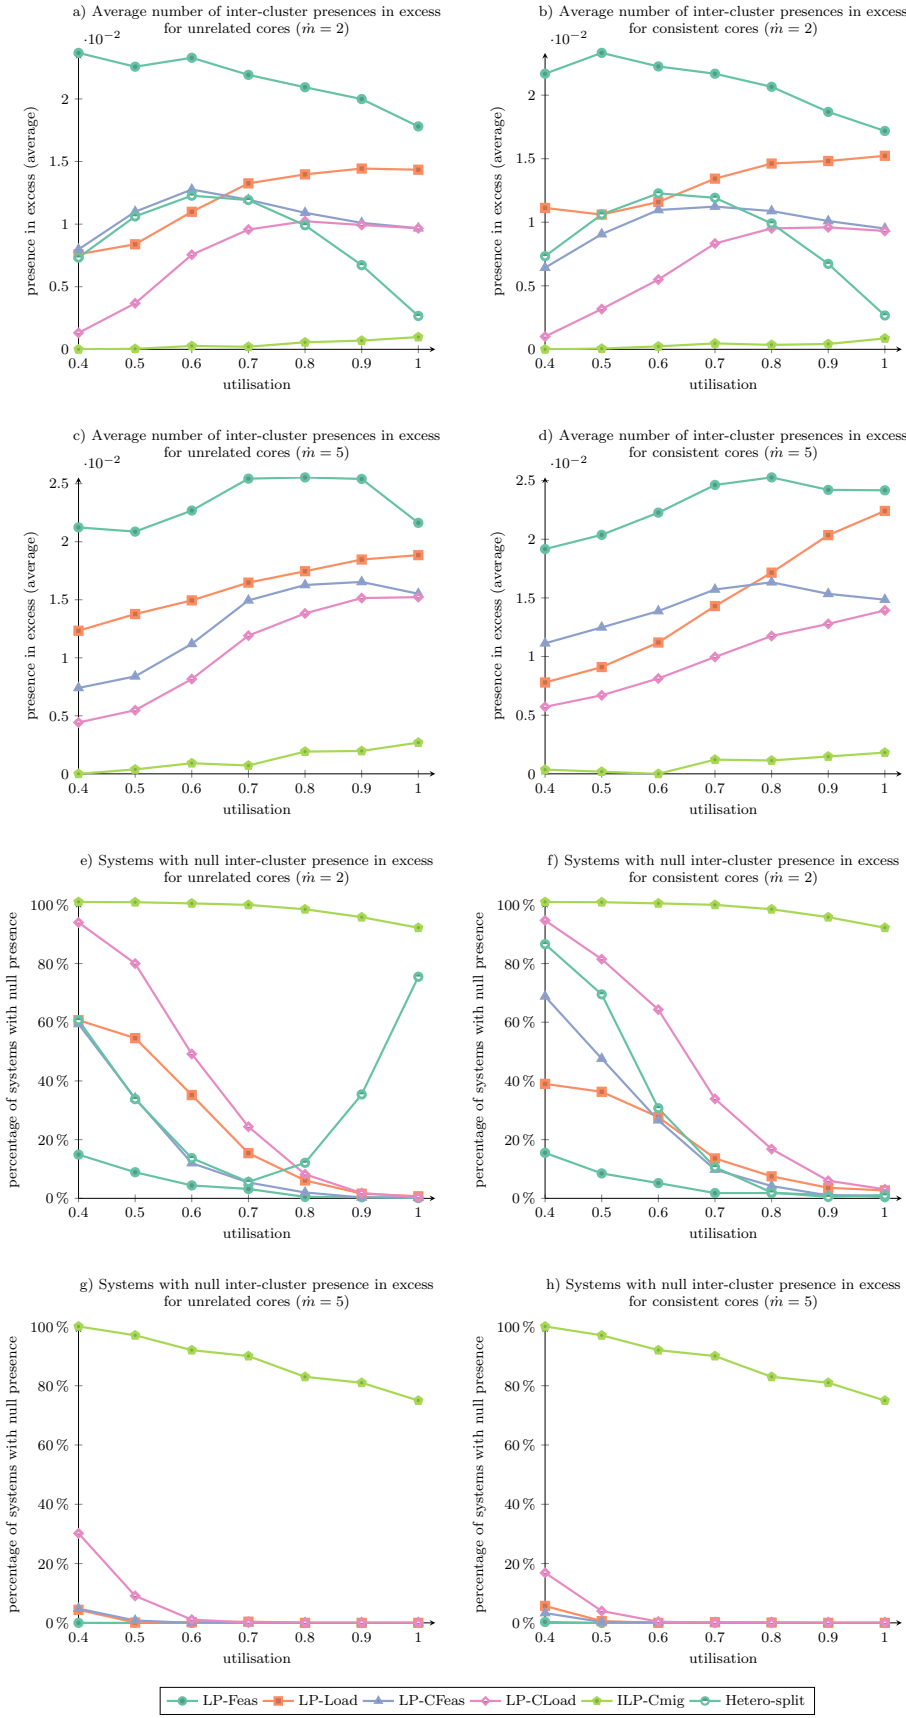 a) Average number of inter-cluster presences in excess
for unrelated cores (ṁ = 2)
·10⁻²
2
1.5
1
0.5
0
presence in excess (average)
0.4 0.5 0.6 0.7 0.8 0.9 1
utilisation
b) Average number of inter-cluster presences in excess
for consistent cores (ṁ = 2)
·10⁻²
2
1.5
1
0.5
0
presence in excess (average)
0.4 0.5 0.6 0.7 0.8 0.9 1
utilisation
c) Average number of inter-cluster presences in excess
for unrelated cores (ṁ = 5)
·10⁻²
2.5
2
1.5
1
0.5
0
presence in excess (average)
0.4 0.5 0.6 0.7 0.8 0.9 1
utilisation
d) Average number of inter-cluster presences in excess
for consistent cores (ṁ = 5)
·10⁻²
2.5
2
1.5
1
0.5
0
presence in excess (average)
0.4 0.5 0.6 0.7 0.8 0.9 1
utilisation
e) Systems with null inter-cluster presence in excess
for unrelated cores (ṁ = 2)
100 %
80 %
60 %
40 %
20 %
0 %
percentage of systems with null presence
0.4 0.5 0.6 0.7 0.8 0.9 1
utilisation
f) Systems with null inter-cluster presence in excess
for consistent cores (ṁ = 2)
100 %
80 %
60 %
40 %
20 %
0 %
percentage of systems with null presence
0.4 0.5 0.6 0.7 0.8 0.9 1
utilisation
g) Systems with null inter-cluster presence in excess
for unrelated cores (ṁ = 5)
100 %
80 %
60 %
40 %
20 %
0 %
percentage of systems with null presence
0.4 0.5 0.6 0.7 0.8 0.9 1
utilisation
h) Systems with null inter-cluster presence in excess
for consistent cores (ṁ = 5)
100 %
80 %
60 %
40 %
20 %
0 %
percentage of systems with null presence
0.4 0.5 0.6 0.7 0.8 0.9 1
utilisation
LP-Feas LP-Load LP-CFeas LP-CLoad ILP-Cmig Hetero-split